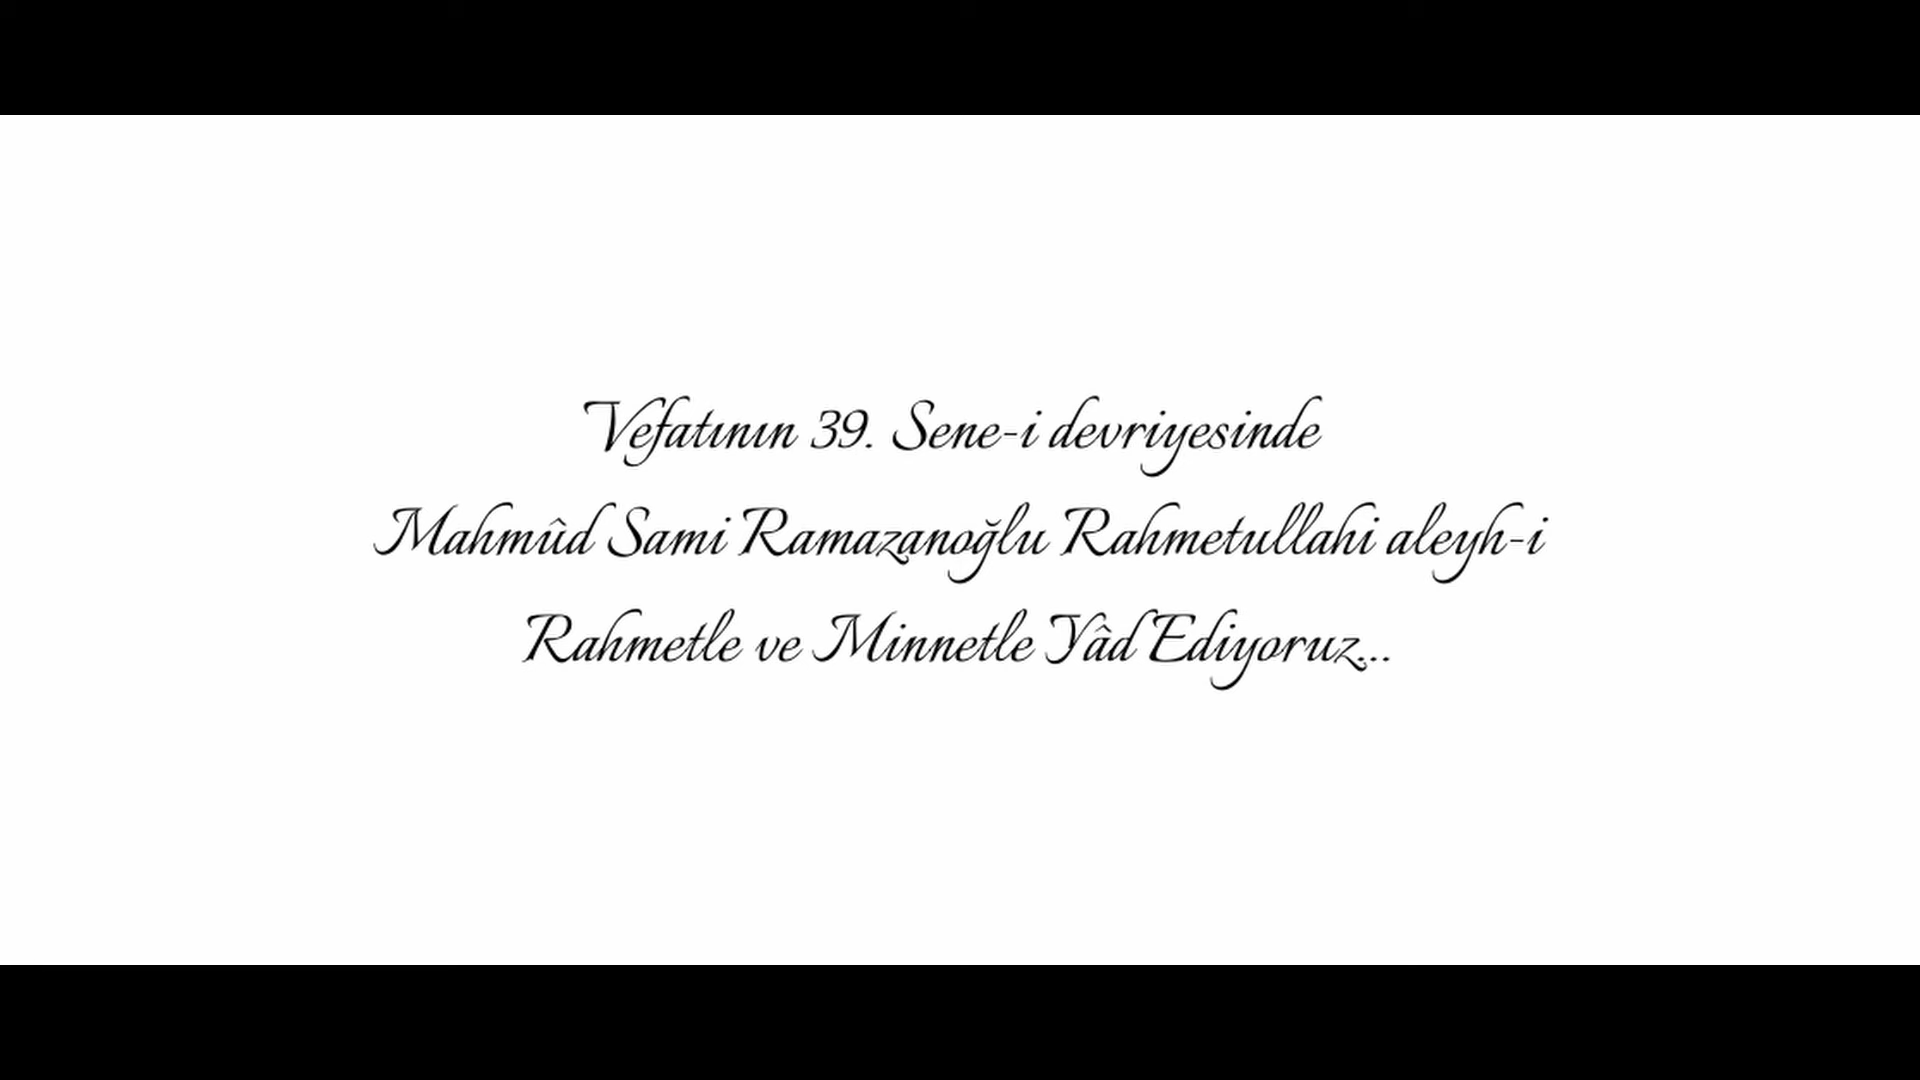 Vefatının 39. Sene-i devriyesinde
Mahmûd Sami Ramazanoğlu Rahmetullahi aleyh-i
Rahmetle ve Minnetle Yâd Ediyoruz...